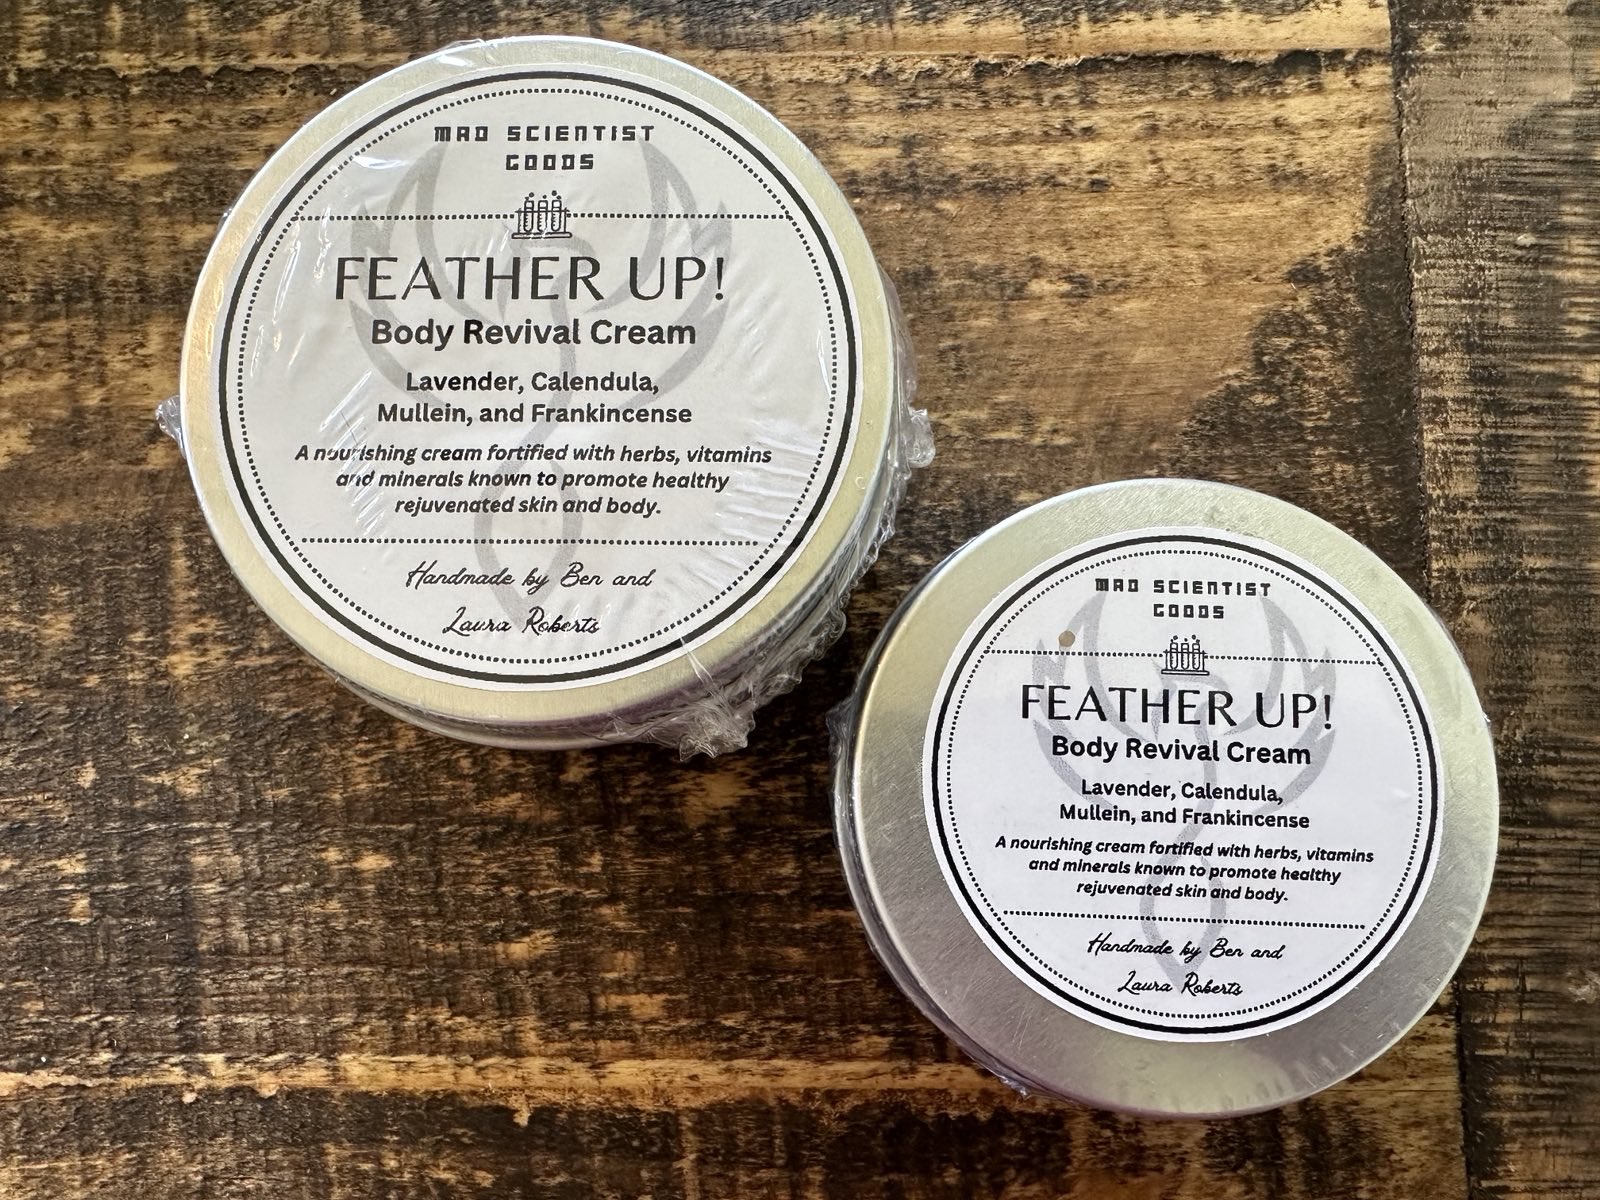 MAD SCIENTIST
GOODS
FEATHER UP!
Body Revival Cream
Lavender, Calendula,
Mullein, and Frankincense
A nourishing cream fortified with herbs, vitamins
and minerals known to promote healthy
rejuvenated skin and body.
Handmade by Ben and
Laura Roberts
MAD SCIENTIST
GOODS
FEATHER UP!
Body Revival Cream
Lavender, Calendula,
Mullein, and Frankincense
A nourishing cream fortified with herbs, vitamins
and minerals known to promote healthy
rejuvenated skin and body.
Handmade by Ben and
Laura Roberts